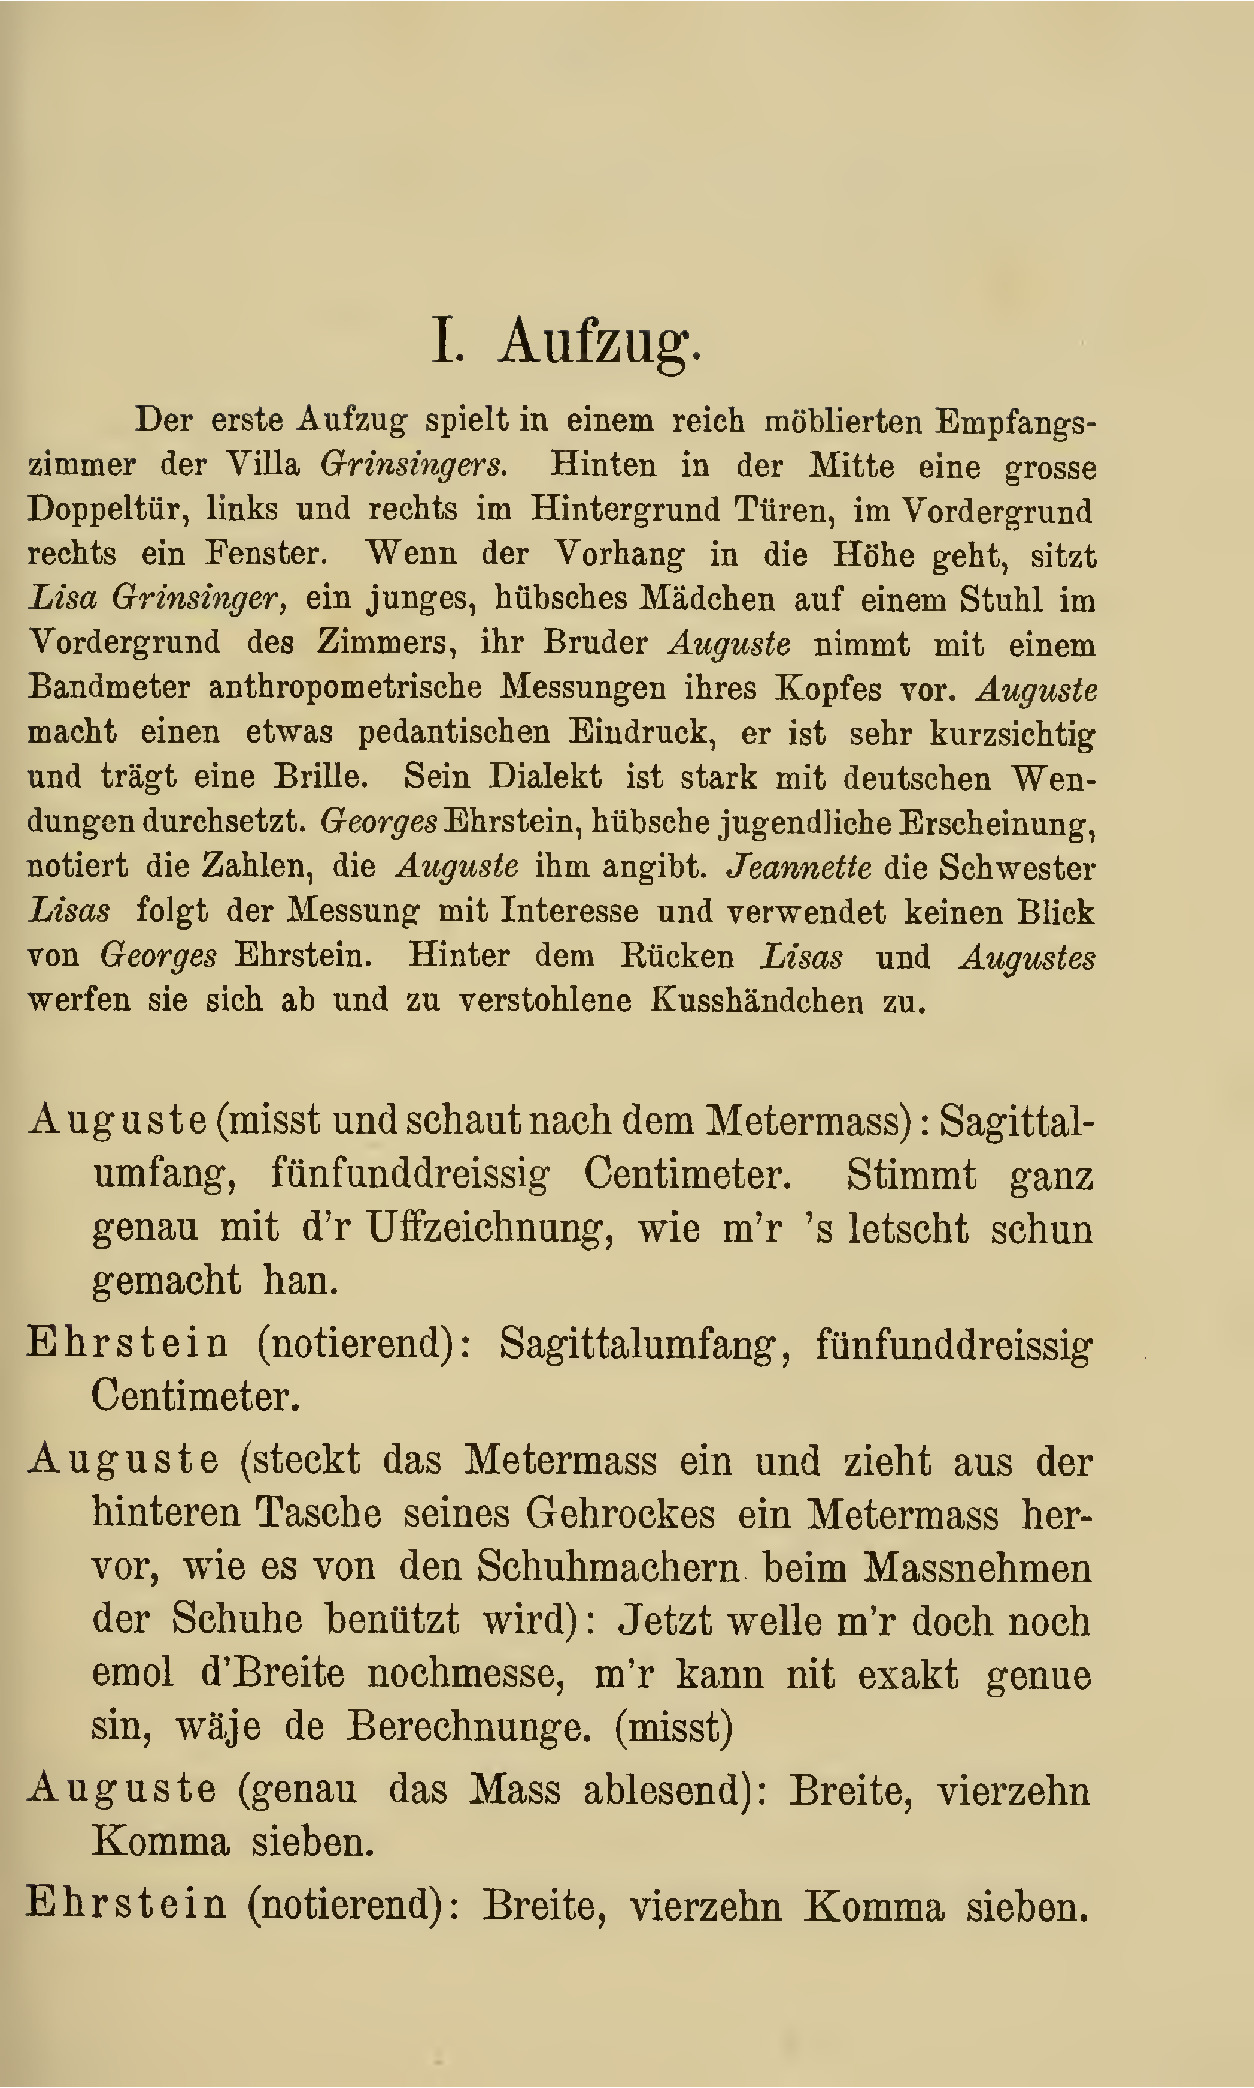 I. Aufzug.
Der erste Aufzug spielt in einem reich möblierten Empfangs-
zimmer der Villa Grinsingers. Hinten in der Mitte eine grosse
Doppeltür, links und rechts im Hintergrund Türen, im Vordergrund
rechts ein Fenster. Wenn der Vorhang in die Höhe geht, sitzt
Lisa Grinsinger, ein junges, hübsches Mädchen auf einem Stuhl im
Vordergrund des Zimmers, ihr Bruder Auguste nimmt mit einem
Bandmeter anthropometrische Messungen ihres Kopfes vor. Auguste
macht einen etwas pedantischen Eindruck, er ist sehr kurzsichtig
und trägt eine Brille. Sein Dialekt ist stark mit deutschen Wen-
dungen durchsetzt. Georges Ehrstein, hübsche jugendliche Erscheinung,
notiert die Zahlen, die Auguste ihm angibt. Jeannette die Schwester
Lisas folgt der Messung mit Interesse und verwendet keinen Blick
von Georges Ehrstein. Hinter dem Rücken Lisas und Augustes
werfen sie sich ab und zu verstohlene Kusshändchen zu.
Auguste (misst und schaut nach dem Metermass): Sagittal-
umfang, fünfunddreissig Centimeter. Stimmt ganz
genau mit d'r Uffzeichnung, wie m'r 's letscht schun
gemacht han.
Ehrstein (notierend): Sagittalumfang, fünfunddreissig
Centimeter.
Auguste (steckt das Metermass ein und zieht aus der
hinteren Tasche seines Gehrockes ein Metermass her-
vor, wie es von den Schuhmachern beim Massnehmen
der Schuhe benützt wird): Jetzt welle m'r doch noch
emol d'Breite nochmesse, m'r kann nit exakt genue
sin, wäje de Berechnunge. (misst)
Auguste (genau das Mass ablesend): Breite, vierzehn
Komma sieben.
Ehrstein (notierend): Breite, vierzehn Komma sieben.